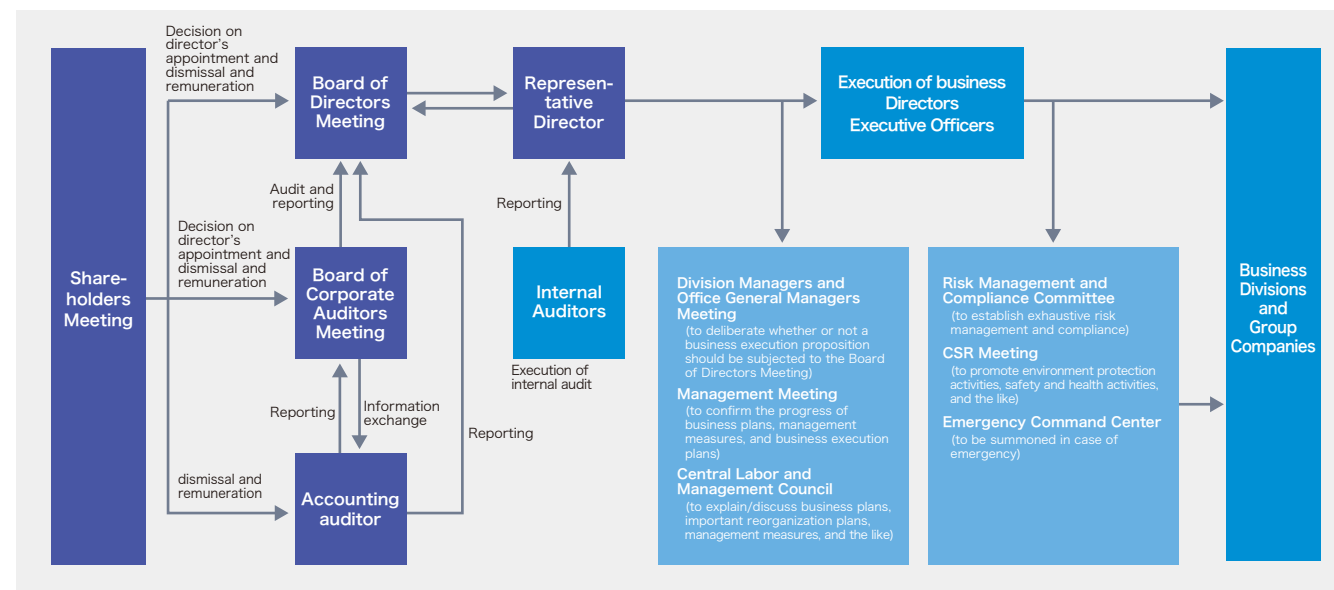 Share-
holders
Meeting
Decision on
director's
appointment and
dismissal and
remuneration
Board of
Directors
Meeting
Audit and
reporting
Decision on
director's
appointment and
dismissal and
remuneration
Board of
Corporate
Auditors
Meeting
Reporting
Information
exchange
dismissal and
remuneration
Accounting
auditor
Reporting
Represen-
tative
Director
Reporting
Internal
Auditors
Execution of
internal audit
Execution of business
Directors
Executive Officers
Division Managers and
Office General Managers
Meeting
(to deliberate whether or not a
business execution proposition
should be subjected to the Board
of Directors Meeting)
Management Meeting
(to confirm the progress of
business plans, management
measures, and business execution
plans)
Central Labor and
Management Council
(to explain/discuss business plans,
important reorganization plans,
management measures, and the like)
Risk Management and
Compliance Committee
(to establish exhaustive risk
management and compliance)
CSR Meeting
(to promote environment protection
activities, safety and health activities,
and the like)
Emergency Command Center
(to be summoned in case of
emergency)
Business
Divisions
and
Group
Companies